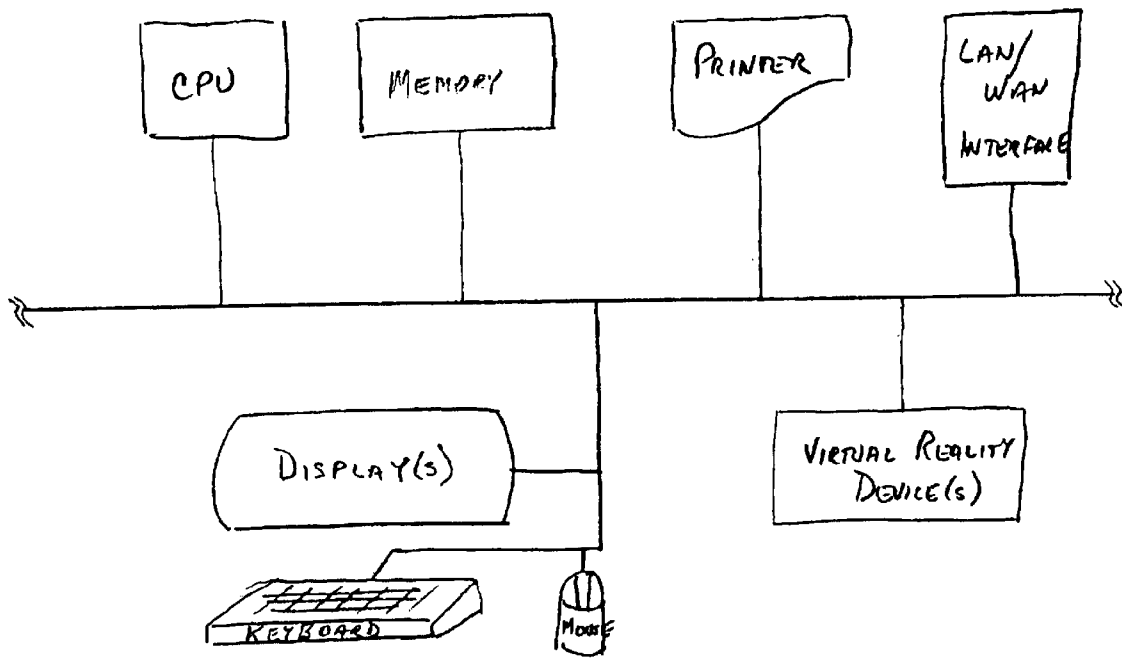 CPU
MEMORY
PRINTER
LAN/
WAN
INTERFACE
DISPLAY(S)
VIRTUAL REALITY
DEVICE(S)
KEYBOARD
MOUSE